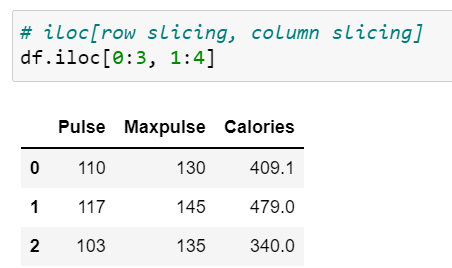 # iloc[row slicing, column slicing]
df.iloc[0:3, 1:4]
Pulse Maxpulse Calories
0 110 130 409.1
1 117 145 479.0
2 103 135 340.0